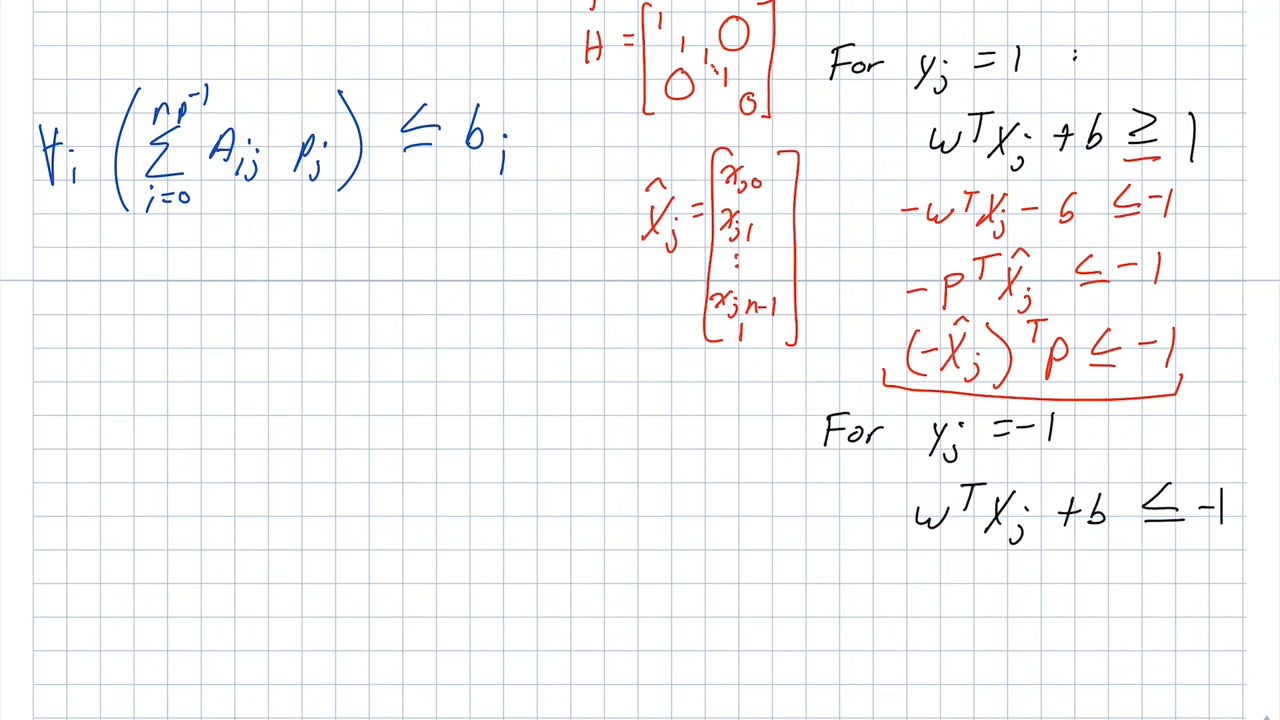 ∀i ( Σ_{i=0}^{np-1} A_ij p_j ) ≤ b_i
H = [ 1 1 0 1 0 1 0 ]
X̂_j = [ x_j0
x_j1
⋮
x_jn-1
1 ]
For y_j = 1 :
w^T X_j + b ≥ 1
-w^T X_j - b ≤ -1
-p^T X̂_j ≤ -1
(-X̂_j)^T p ≤ -1
For y_j = -1
w^T X_j + b ≤ -1